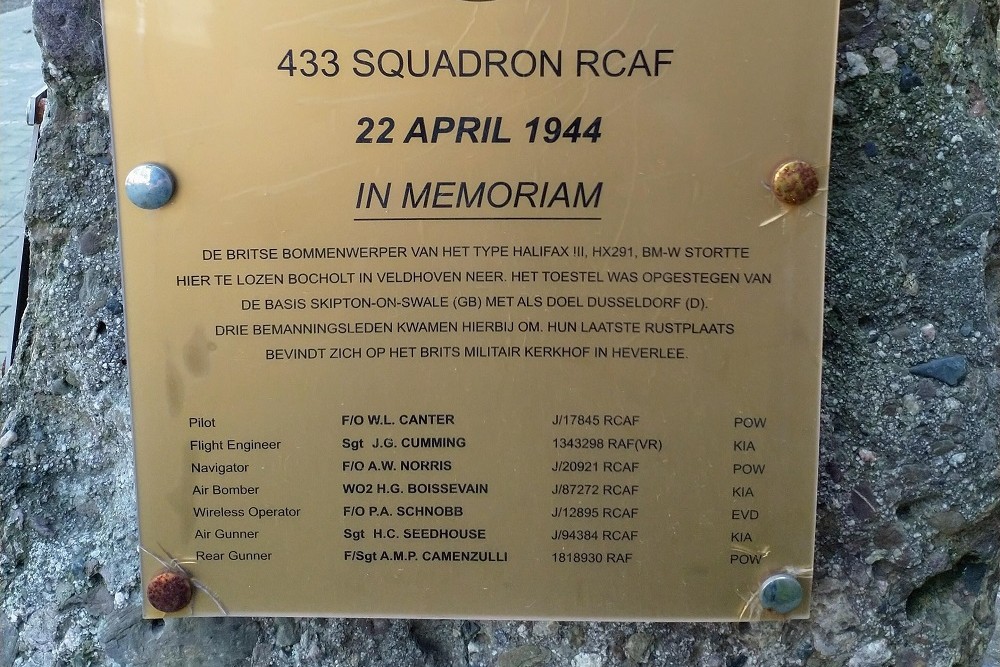 433 SQUADRON RCAF
22 APRIL 1944
IN MEMORIAM
DE BRITSE BOMMENWERPER VAN HET TYPE HALIFAX III, HX291, BM-W STORTTE
HIER TE LOZEN BOCHOLT IN VELDHOVEN NEER. HET TOESTEL WAS OPGESTEGEN VAN
DE BASIS SKIPTON-ON-SWALE (GB) MET ALS DOEL DUSSELDORF (D).
DRIE BEMANNINGSLEDEN KWAMEN HIERBIJ OM. HUN LAATSTE RUSTPLAATS
BEVINDT ZICH OP HET BRITS MILITAIR KERKHOF IN HEVERLEE.
Pilot F/O W.L. CANTER J/17845 RCAF POW
Flight Engineer Sgt J.G. CUMMING 1343298 RAF(VR) KIA
Navigator F/O A.W. NORRIS J/20921 RCAF POW
Air Bomber WO2 H.G. BOISSEVAIN J/87272 RCAF KIA
Wireless Operator F/O P.A. SCHNOBB J/12895 RCAF EVD
Air Gunner Sgt H.C. SEEDHOUSE J/94384 RCAF KIA
Rear Gunner F/Sgt A.M.P. CAMENZULLI 1818930 RAF POW